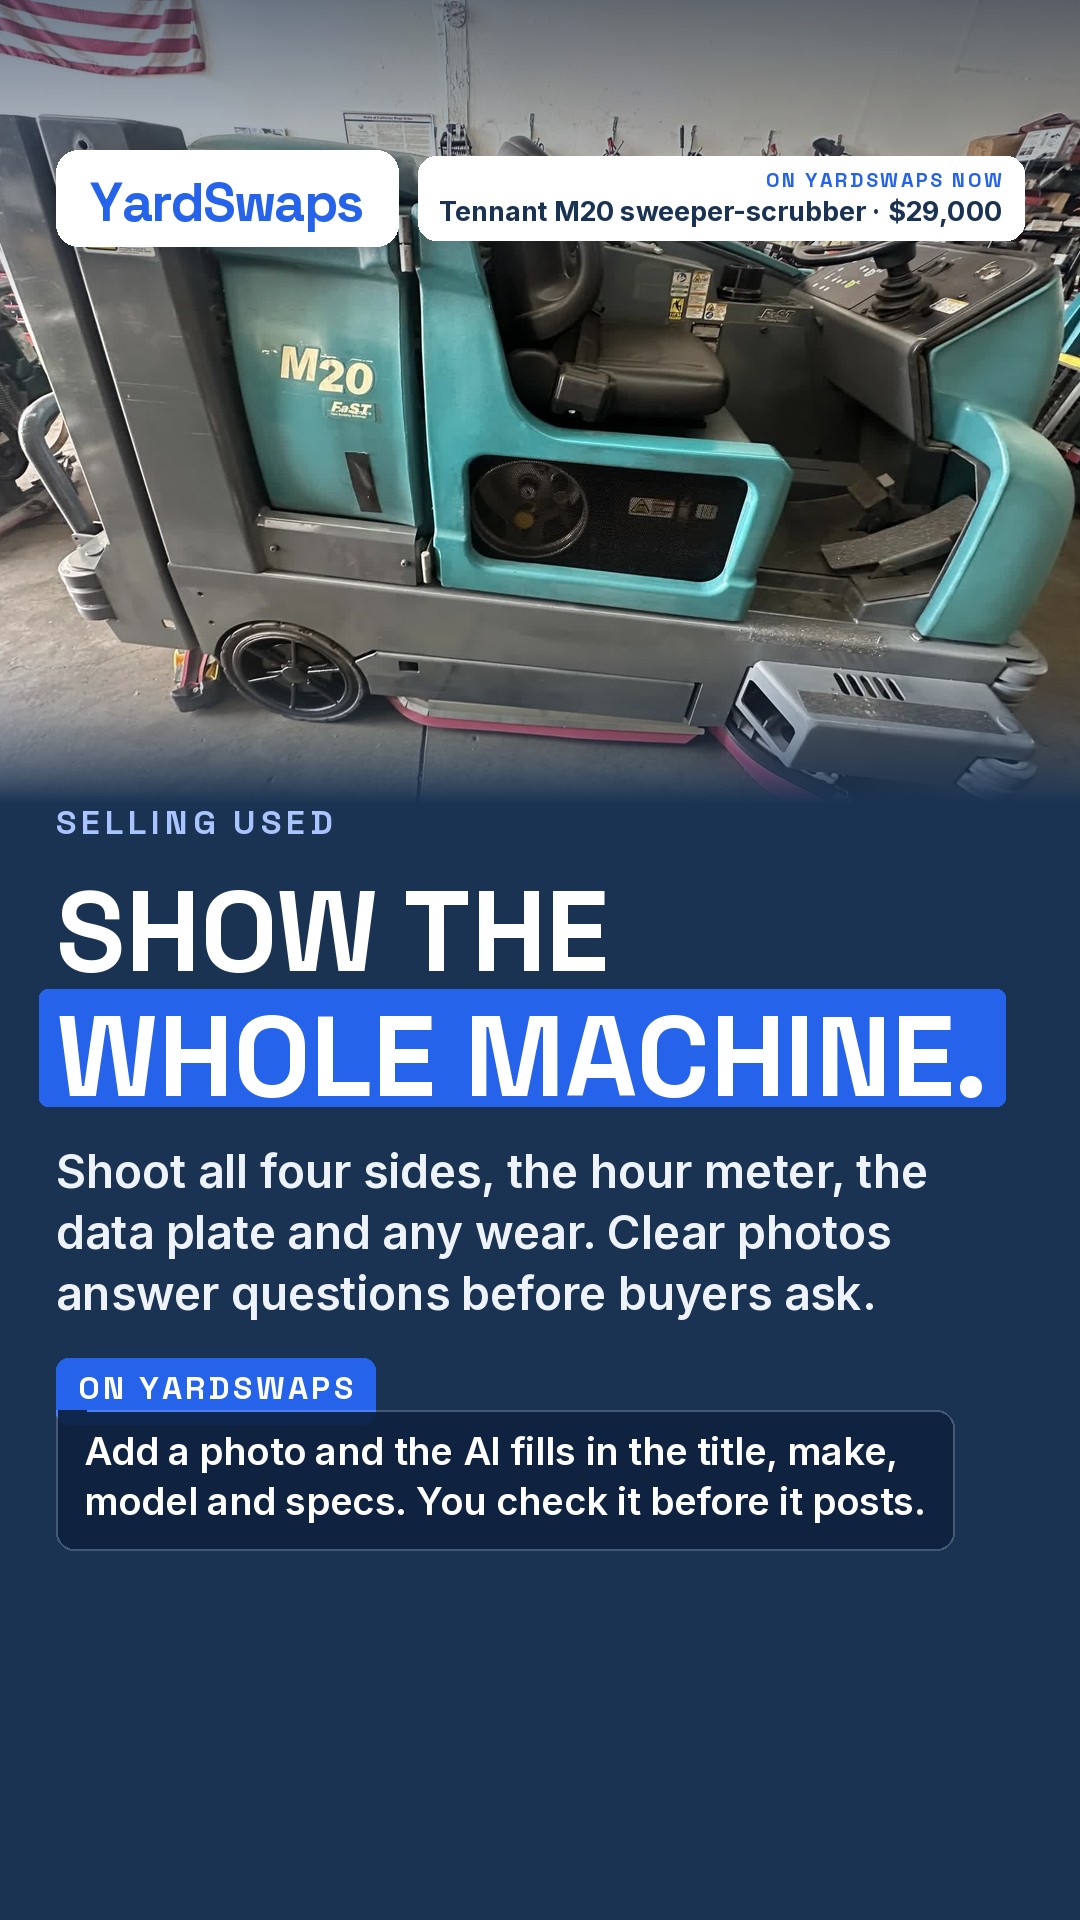 YardSwaps
ON YARDSWAPS NOW
Tennant M20 sweeper-scrubber · $29,000
M20
FaST
SELLING USED
SHOW THE
WHOLE MACHINE.
Shoot all four sides, the hour meter, the
data plate and any wear. Clear photos
answer questions before buyers ask.
ON YARDSWAPS
Add a photo and the AI fills in the title, make,
model and specs. You check it before it posts.